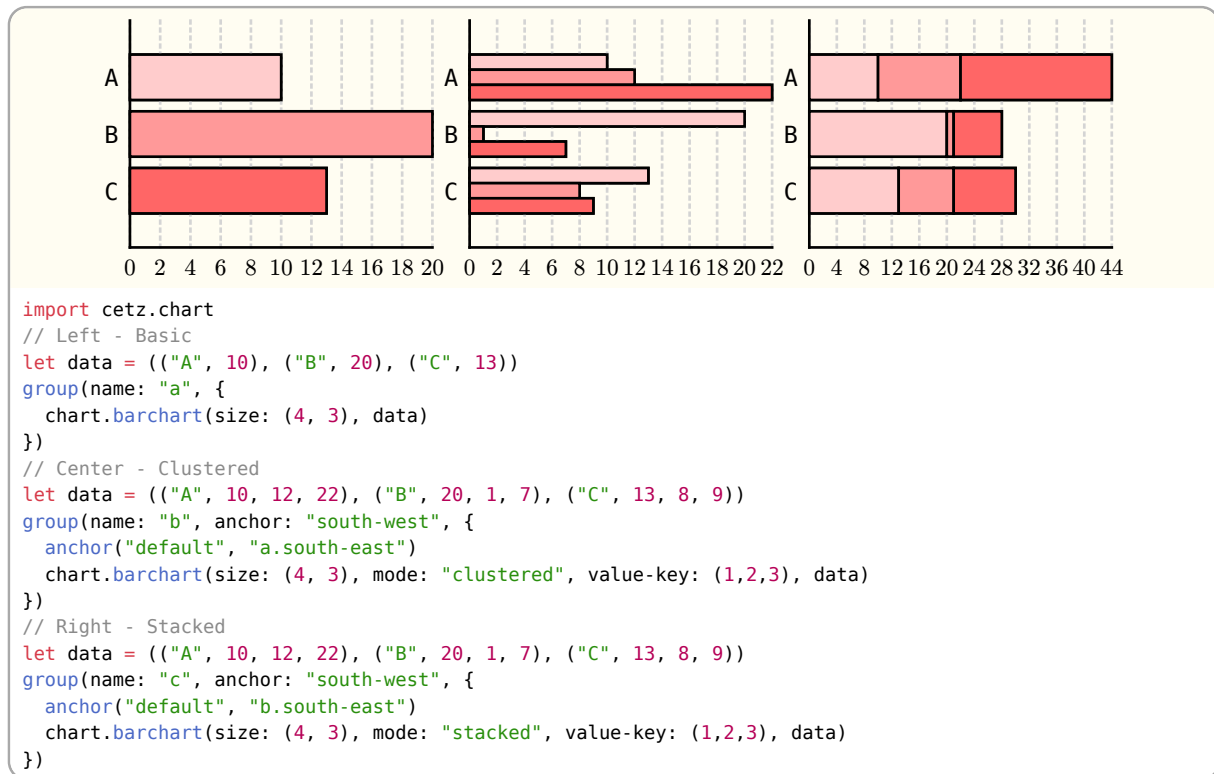 A A A
B B B
C C C
0 2 4 6 8 10 12 14 16 18 20 0 2 4 6 8 10 12 14 16 18 20 22 0 4 8 12 16 20 24 28 32 36 40 44
import cetz.chart
// Left - Basic
let data = (("A", 10), ("B", 20), ("C", 13))
group(name: "a", {
  chart.barchart(size: (4, 3), data)
})
// Center - Clustered
let data = (("A", 10, 12, 22), ("B", 20, 1, 7), ("C", 13, 8, 9))
group(name: "b", anchor: "south-west", {
  anchor("default", "a.south-east")
  chart.barchart(size: (4, 3), mode: "clustered", value-key: (1,2,3), data)
})
// Right - Stacked
let data = (("A", 10, 12, 22), ("B", 20, 1, 7), ("C", 13, 8, 9))
group(name: "c", anchor: "south-west", {
  anchor("default", "b.south-east")
  chart.barchart(size: (4, 3), mode: "stacked", value-key: (1,2,3), data)
})